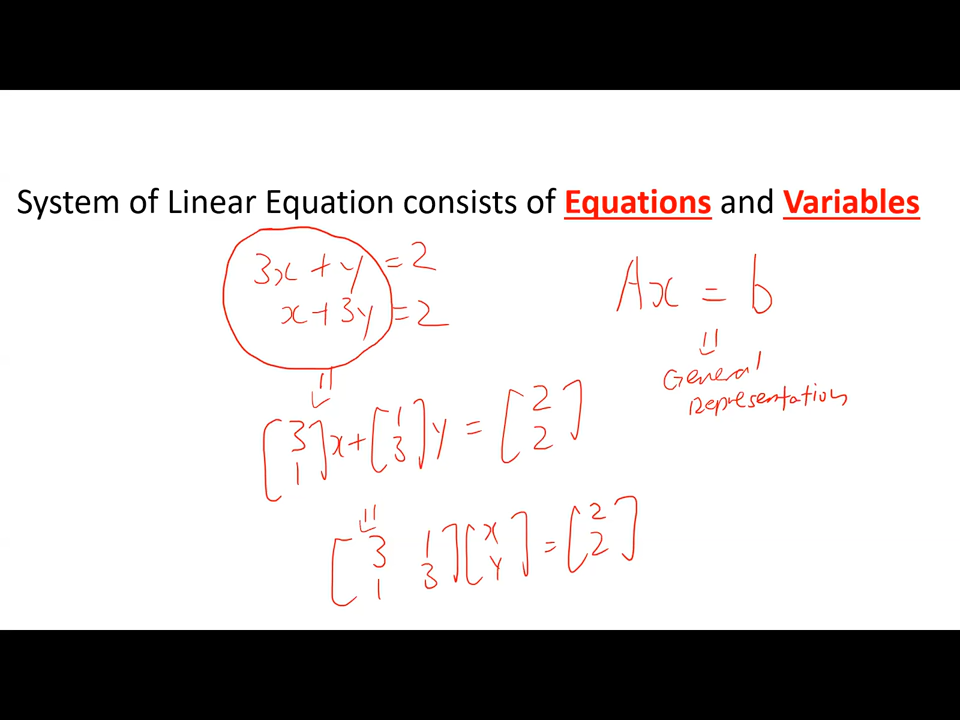 System of Linear Equation consists of Equations and Variables
3x + y = 2
x + 3y = 2
Ax = b
General
Representation
[3 1] x + [1 3] y = [2 2]
[3 1 1 3] [x y] = [2 2]